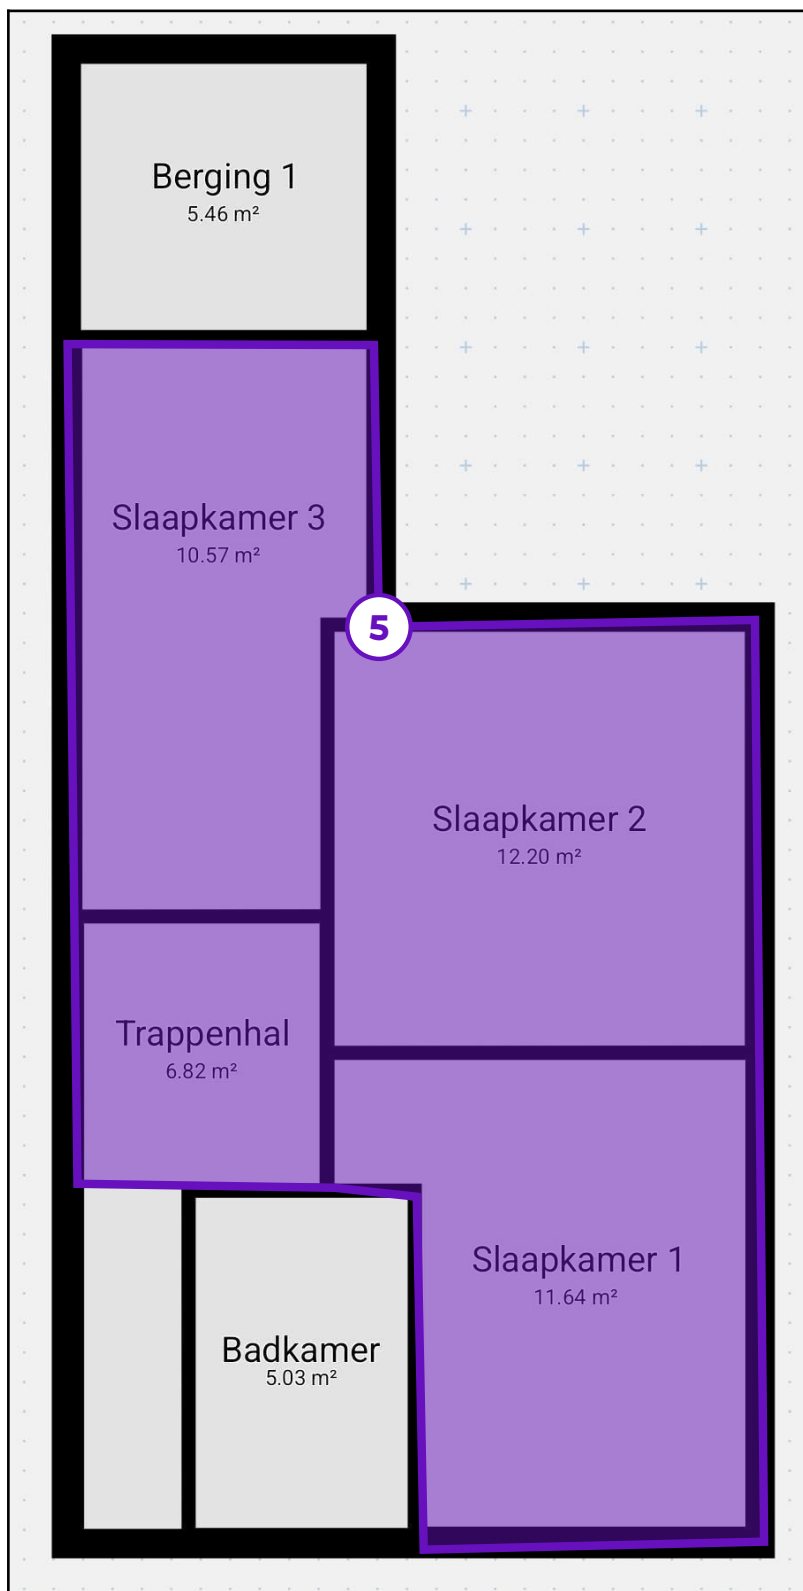 Berging 1
5.46 m²
Slaapkamer 3
10.57 m²
5
Slaapkamer 2
12.20 m²
Trappenhal
6.82 m²
Slaapkamer 1
11.64 m²
Badkamer
5.03 m²